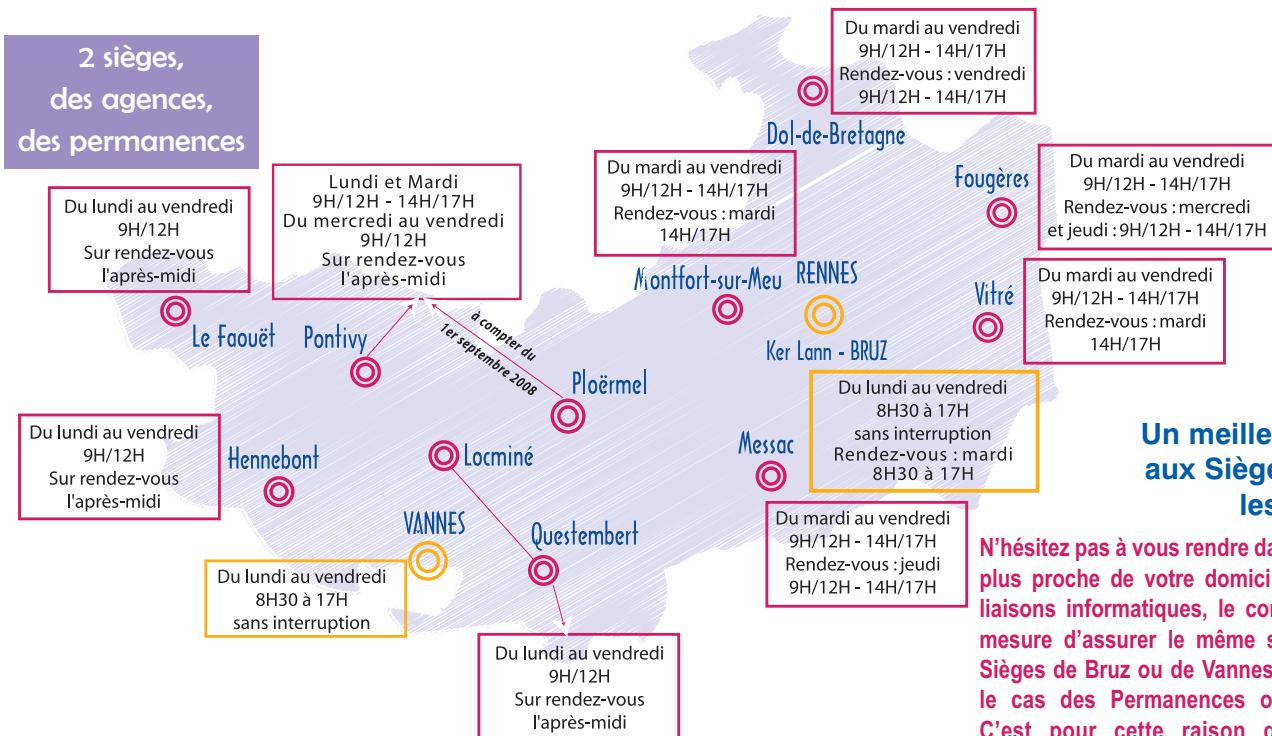 2 sièges,
des agences,
des permanences
Du mardi au vendredi
9H/12H - 14H/17H
Rendez-vous : vendredi
9H/12H - 14H/17H
Dol-de-Bretagne
Du mardi au vendredi
9H/12H - 14H/17H
Rendez-vous : mardi
14H/17H
Montfort-sur-Meu
Fougères
Du mardi au vendredi
9H/12H - 14H/17H
Rendez-vous : mercredi
et jeudi : 9H/12H - 14H/17H
Du lundi au vendredi
9H/12H
Sur rendez-vous
l'après-midi
Le Faouët
Lundi et Mardi
9H/12H - 14H/17H
Du mercredi au vendredi
9H/12H
Sur rendez-vous
l'après-midi
Pontivy
à compter du
1er septembre 2008
Ploërmel
RENNES
Ker Lann - BRUZ
Du lundi au vendredi
8H30 à 17H
sans interruption
Rendez-vous : mardi
8H30 à 17H
Vitré
Du mardi au vendredi
9H/12H - 14H/17H
Rendez-vous : mardi
14H/17H
Du lundi au vendredi
9H/12H
Sur rendez-vous
l'après-midi
Hennebont
Locminé
VANNES
Du lundi au vendredi
8H30 à 17H
sans interruption
Questembert
Du lundi au vendredi
9H/12H
Sur rendez-vous
l'après-midi
Messac
Du mardi au vendredi
9H/12H - 14H/17H
Rendez-vous : jeudi
9H/12H - 14H/17H
Un meille
aux Siège
les
N'hésitez pas à vous rendre da
plus proche de votre domici
liaisons informatiques, le cor
mesure d'assurer le même s
Sièges de Bruz ou de Vannes
le cas des Permanences o
C'est pour cette raison d